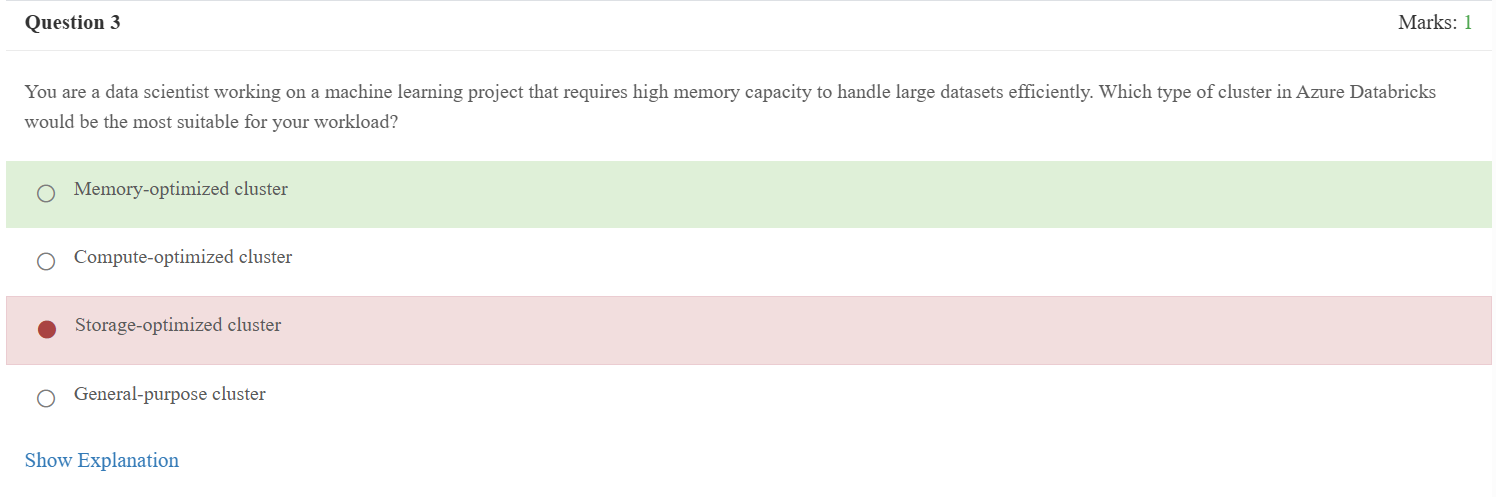 Question 3
Marks: 1
You are a data scientist working on a machine learning project that requires high memory capacity to handle large datasets efficiently. Which type of cluster in Azure Databricks
would be the most suitable for your workload?
Memory-optimized cluster
Compute-optimized cluster
Storage-optimized cluster
General-purpose cluster
Show Explanation